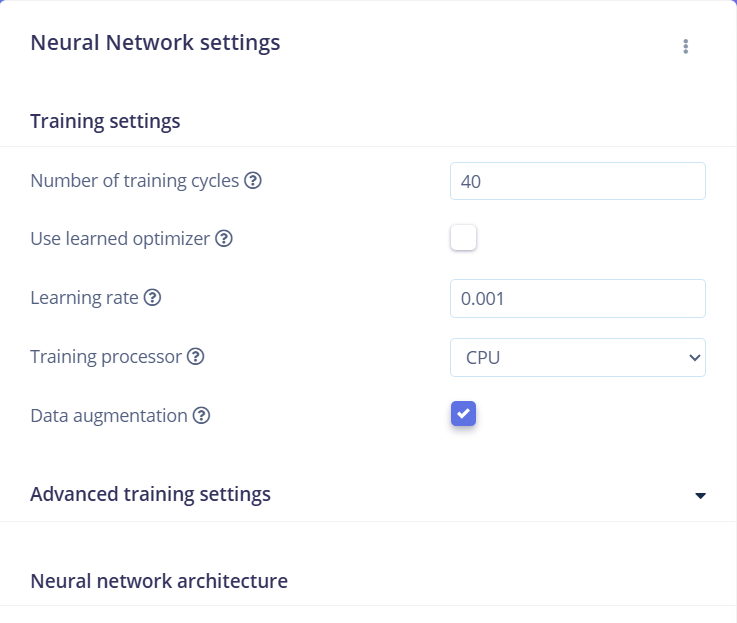 Neural Network settings
Training settings
Number of training cycles
40
Use learned optimizer
Learning rate
0.001
Training processor
CPU
Data augmentation
Advanced training settings
Neural network architecture